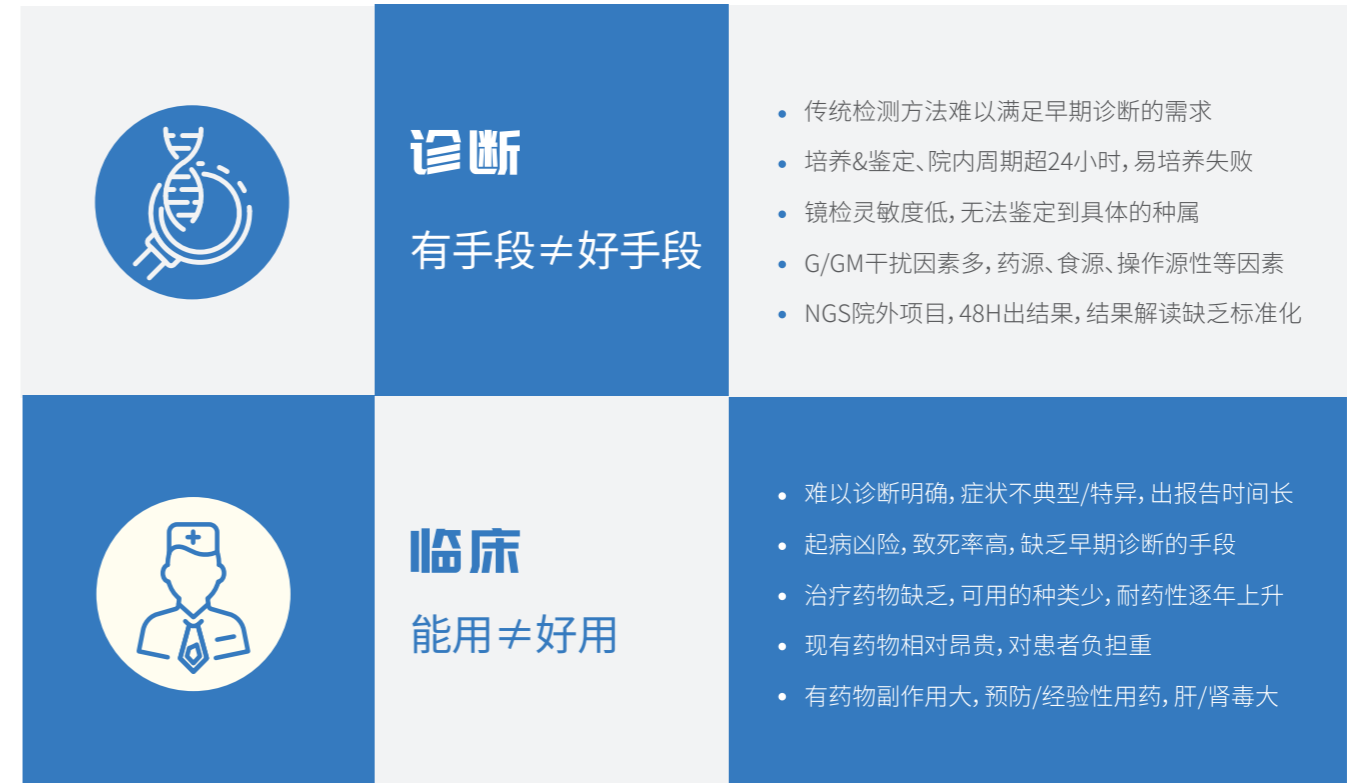 诊断
有手段≠好手段
• 传统检测方法难以满足早期诊断的需求
• 培养&鉴定、院内周期超24小时,易培养失败
• 镜检灵敏度低,无法鉴定到具体的种属
• G/GM干扰因素多,药源、食源、操作源性等因素
• NGS院外项目,48H出结果,结果解读缺乏标准化
临床
能用≠好用
• 难以诊断明确,症状不典型/特异,出报告时间长
• 起病凶险,致死率高,缺乏早期诊断的手段
• 治疗药物缺乏,可用的种类少,耐药性逐年上升
• 现有药物相对昂贵,对患者负担重
• 有药物副作用大,预防/经验性用药,肝/肾毒大